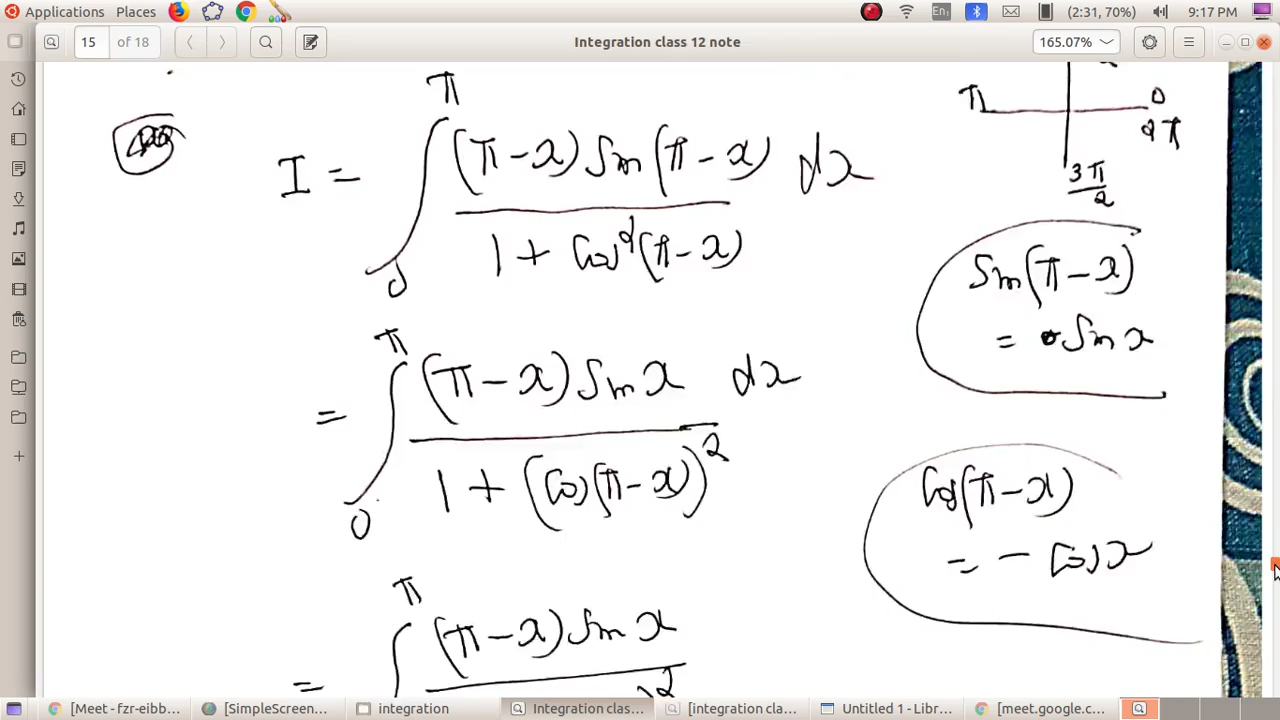 Applications Places En₁ (2:31, 70%) 9:17 PM
15 of 18 Integration class 12 note 165.07%
π
I = ∫₀^π (π-x) Sin (π-x) / 1 + Cos²(π-x) dx
π 0
2π
3π/2
Sin(π-x)
= Sin x
= ∫₀^π (π-x) Sin x / 1 + (Cos(π-x))² dx
Cos(π-x)
= - Cos x
= ∫^π (π-x) Sin x
2
[Meet - fzr-eibb... [SimpleScreen... integration Integration clas... [integration cla... Untitled 1 - Libr... [meet.google.c...